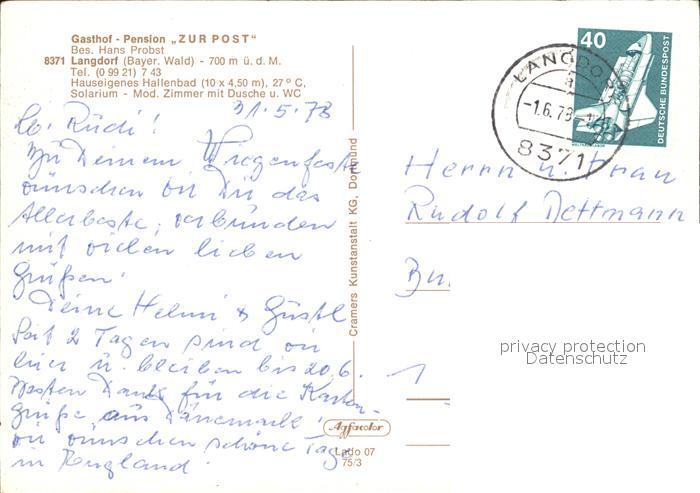 Gasthof - Pension „ZUR POST"
Bes. Hans Probst
8371 Langdorf (Bayer. Wald) - 700 m ü. d. M.
Tel. (0 99 21) 7 43
Hauseigenes Hallenbad (10 x 4,50 m), 27° C,
Solarium - Mod. Zimmer mit Dusche u. WC
31.5.78
Lb. Rudi!
Zu Deinem Wiegenfeste
wünschen wir Dir das
Allerbeste, verbunden
mit vielen lieben
Grüßen!
Deine Helmi & Güstl
Seit 2 Tagen sind wir
hier u. bleiben bis 20.6.
Besten Dank für die Karten-
grüße aus Dänemark!
Wir wünschen schöne Tage
in England!
Cramers Kunstanstalt KG, Dortmund
Agfacolor
Lado 07
75/3
40
DEUTSCHE BUNDESPOST
LANGDORF
a
-1.6.78-
8371
Herrn u. Frau
Rudolf Dettmann
1
privacy protection
Datenschutz